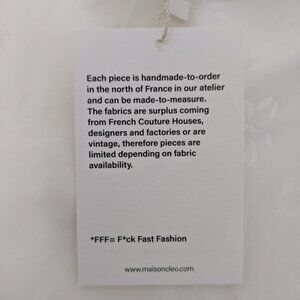 Each piece is handmade-to-order
in the north of France in our atelier
and can be made-to-measure.
The fabrics are surplus coming
from French Couture Houses,
designers and factories or are
vintage, therefore pieces are
limited depending on fabric
availability.
*FFF= F*ck Fast Fashion
www.maisoncleo.com